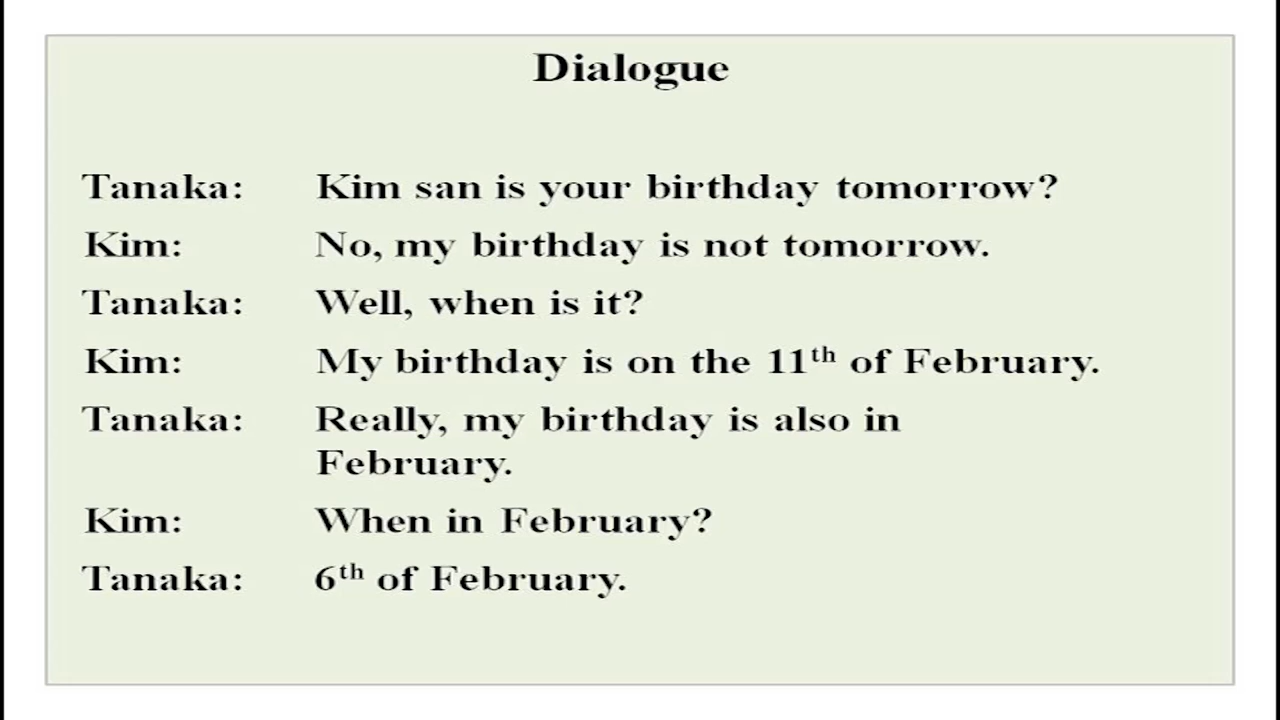 Dialogue
Tanaka: Kim san is your birthday tomorrow?
Kim: No, my birthday is not tomorrow.
Tanaka: Well, when is it?
Kim: My birthday is on the 11th of February.
Tanaka: Really, my birthday is also in
February.
Kim: When in February?
Tanaka: 6th of February.